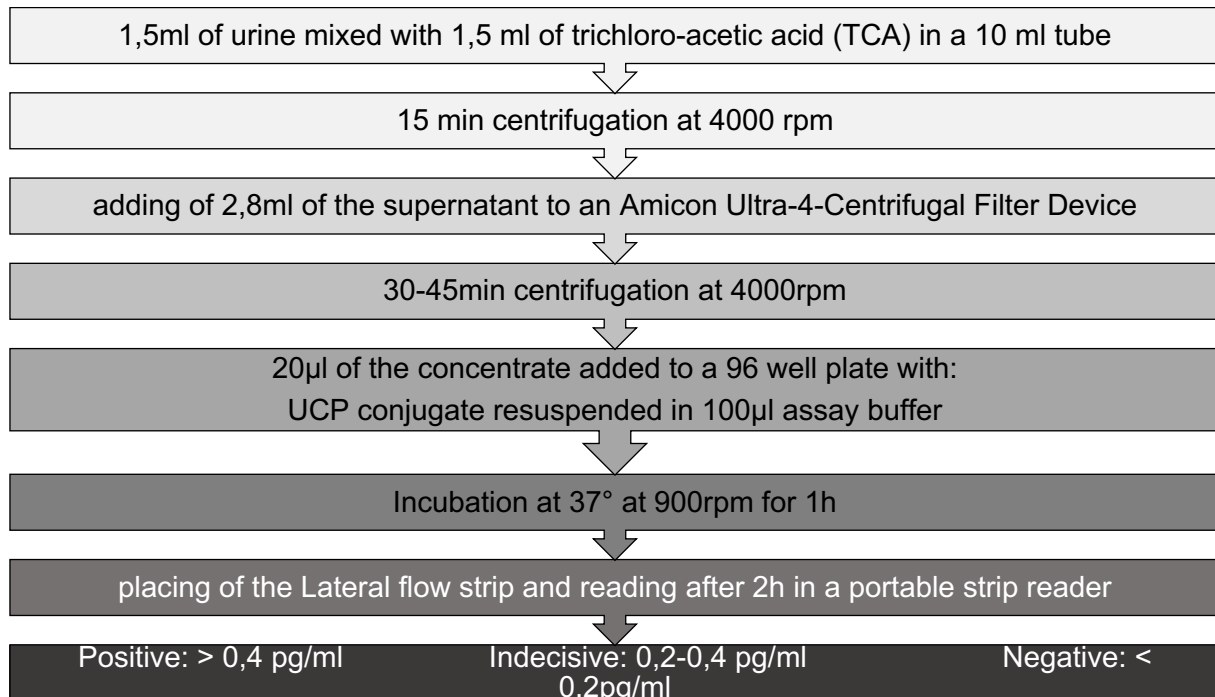 1,5ml of urine mixed with 1,5 ml of trichloro-acetic acid (TCA) in a 10 ml tube
15 min centrifugation at 4000 rpm
adding of 2,8ml of the supernatant to an Amicon Ultra-4-Centrifugal Filter Device
30-45min centrifugation at 4000rpm
20µl of the concentrate added to a 96 well plate with:
UCP conjugate resuspended in 100µl assay buffer
Incubation at 37° at 900rpm for 1h
placing of the Lateral flow strip and reading after 2h in a portable strip reader
Positive: > 0,4 pg/ml Indecisive: 0,2-0,4 pg/ml Negative: <
0,2pg/ml